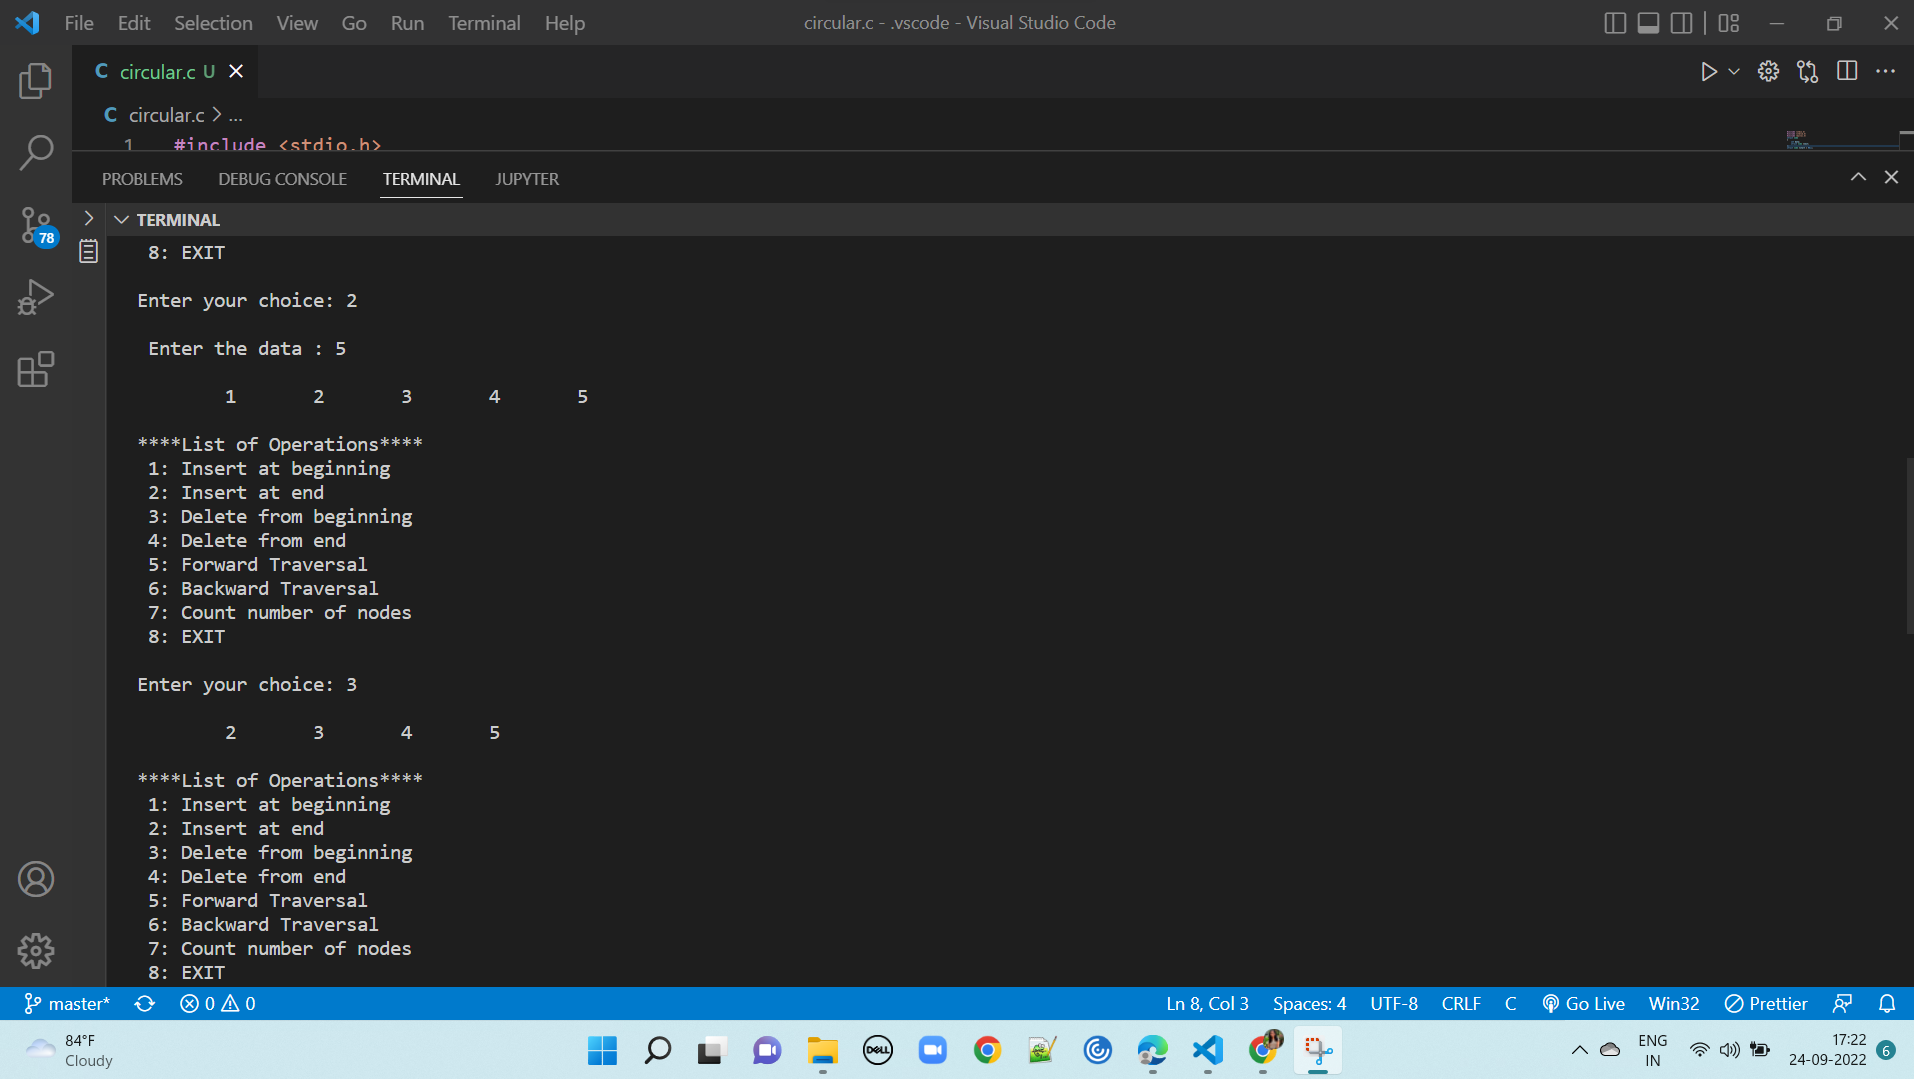 File Edit Selection View Go Run Terminal Help circular.c - .vscode - Visual Studio Code
C circular.c U
C circular.c > ...
1 #include <stdio.h>
PROBLEMS DEBUG CONSOLE TERMINAL JUPYTER
TERMINAL
8: EXIT
Enter your choice: 2
Enter the data : 5
1 2 3 4 5
****List of Operations****
1: Insert at beginning
2: Insert at end
3: Delete from beginning
4: Delete from end
5: Forward Traversal
6: Backward Traversal
7: Count number of nodes
8: EXIT
Enter your choice: 3
2 3 4 5
****List of Operations****
1: Insert at beginning
2: Insert at end
3: Delete from beginning
4: Delete from end
5: Forward Traversal
6: Backward Traversal
7: Count number of nodes
8: EXIT
78
master* 0 0 Ln 8, Col 3 Spaces: 4 UTF-8 CRLF C Go Live Win32 Prettier
84°F
Cloudy
DELL
ENG
IN
17:22
24-09-2022
6